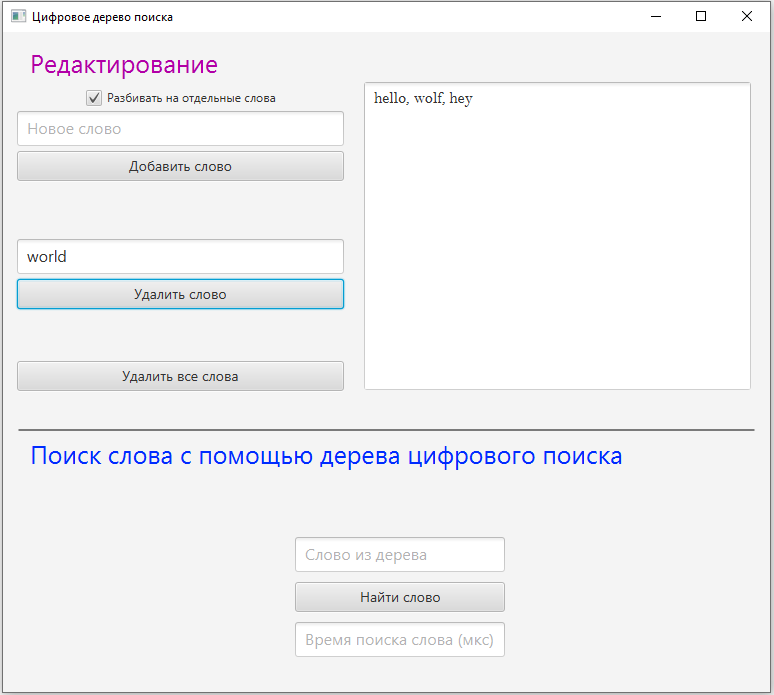 Цифровое дерево поиска
Редактирование
Разбивать на отдельные слова
Новое слово
Добавить слово
world
Удалить слово
Удалить все слова
hello, wolf, hey
Поиск слова с помощью дерева цифрового поиска
Слово из дерева
Найти слово
Время поиска слова (мкс)